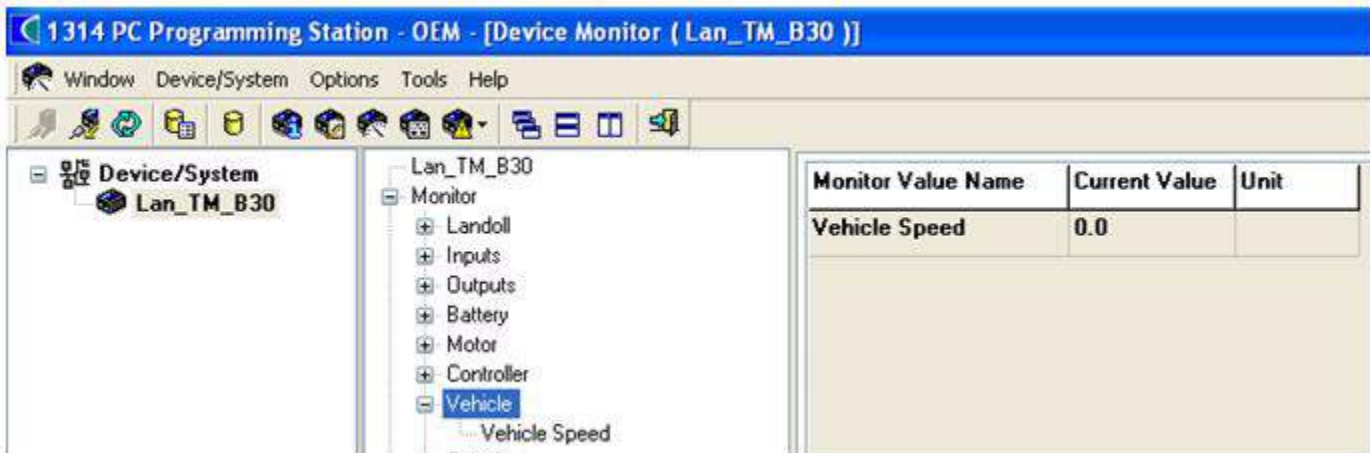 1314 PC Programming Station - OEM - [Device Monitor ( Lan_TM_B30 )]
Window Device/System Options Tools Help
Device/System
Lan_TM_B30
Lan_TM_B30
Monitor
Landoll
Inputs
Outputs
Battery
Motor
Controller
Vehicle
Vehicle Speed
Monitor Value Name Current Value Unit
Vehicle Speed 0.0